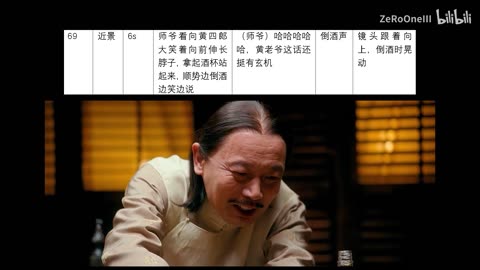 ZeRoOneIII bilibili
69 近景 6s 师爷看向黄四郎 （师爷）哈哈哈哈 倒酒声 镜头跟着向
大笑着向前伸长 哈，黄老爷这话还 上，倒酒时晃
脖子，拿起酒杯站 挺有玄机 动
起来，顺势边倒酒
边笑边说